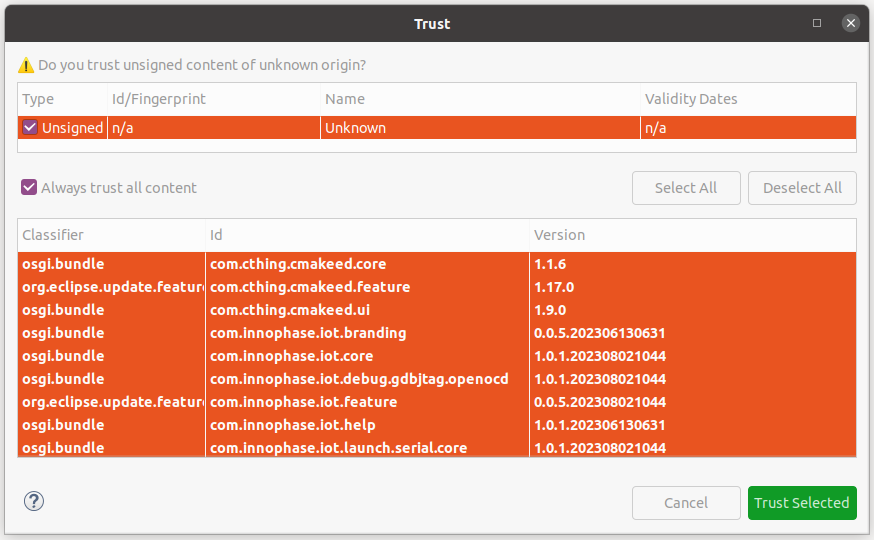 Trust
Do you trust unsigned content of unknown origin?
Type Id/Fingerprint Name Validity Dates
Unsigned n/a Unknown n/a
Always trust all content Select All Deselect All
Classifier Id Version
osgi.bundle com.cthing.cmakeed.core 1.1.6
org.eclipse.update.featur com.cthing.cmakeed.feature 1.17.0
osgi.bundle com.cthing.cmakeed.ui 1.9.0
osgi.bundle com.innophase.iot.branding 0.0.5.202306130631
osgi.bundle com.innophase.iot.core 1.0.1.202308021044
osgi.bundle com.innophase.iot.debug.gdbjtag.openocd 1.0.1.202308021044
org.eclipse.update.featur com.innophase.iot.feature 0.0.5.202308021044
osgi.bundle com.innophase.iot.help 1.0.1.202306130631
osgi.bundle com.innophase.iot.launch.serial.core 1.0.1.202308021044
? Cancel Trust Selected